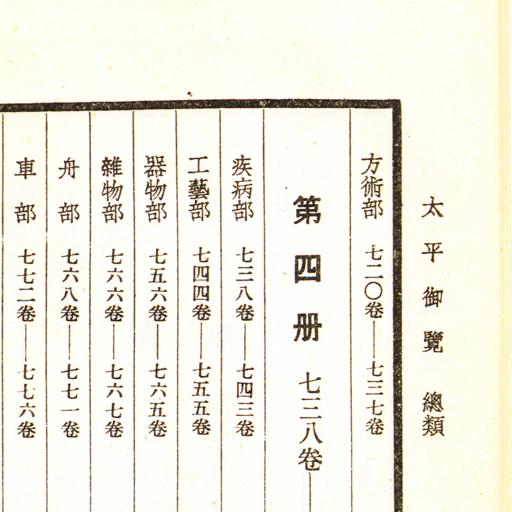 太平御覽　總類
方術部　七二〇卷——七三七卷
第四册　七三八卷——
疾病部　七三八卷——七四三卷
工藝部　七四四卷——七五五卷
器物部　七五六卷——七六五卷
雜物部　七六六卷——七六七卷
舟部　七六八卷——七七一卷
車部　七七二卷——七七六卷